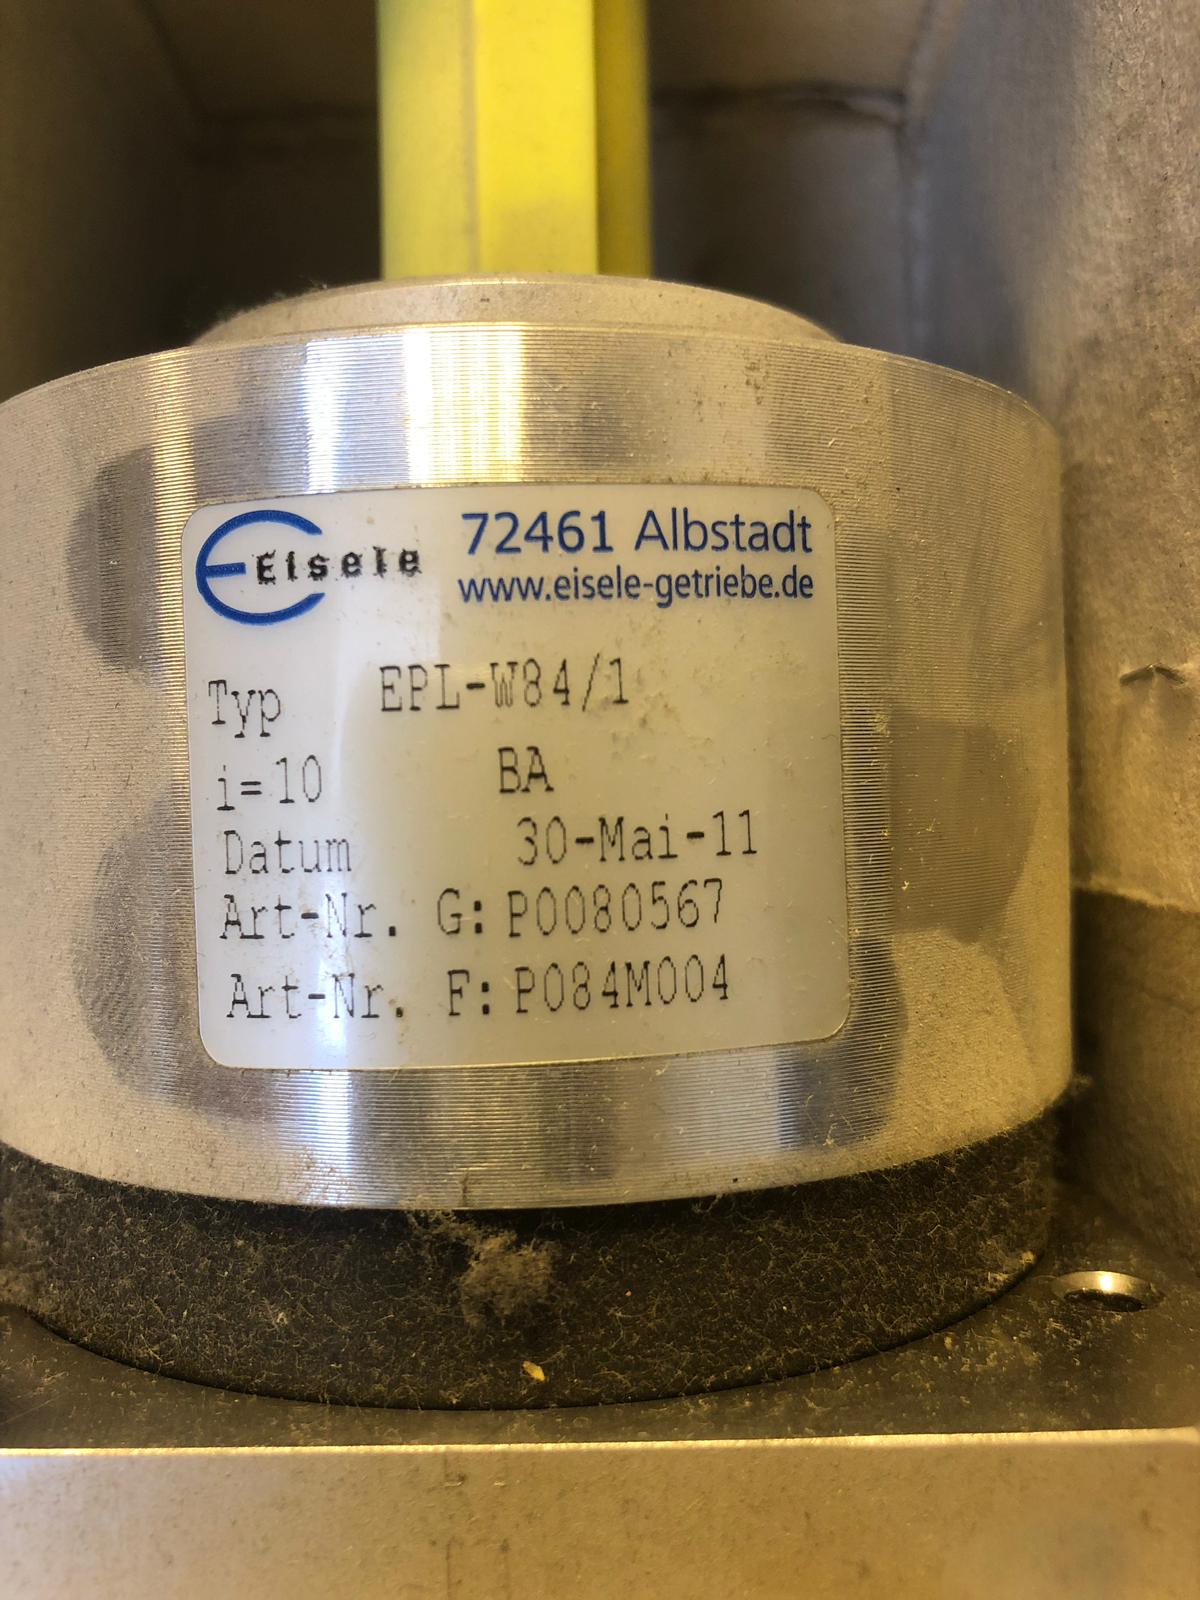 Eisele 72461 Albstadt
www.eisele-getriebe.de
Typ EPL-W84/1
i=10 BA
Datum 30-Mai-11
Art-Nr. G: P0080567
Art-Nr. F: P084M004